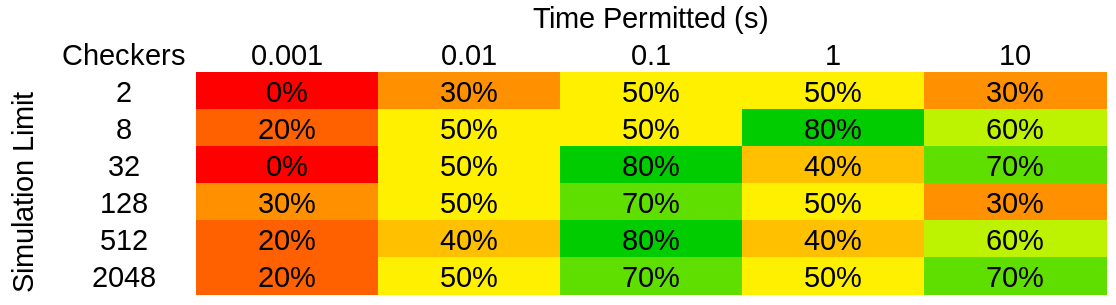 Time Permitted (s)
Checkers 0.001 0.01 0.1 1 10
Simulation Limit
2 0% 30% 50% 50% 30%
8 20% 50% 50% 80% 60%
32 0% 50% 80% 40% 70%
128 30% 50% 70% 50% 30%
512 20% 40% 80% 40% 60%
2048 20% 50% 70% 50% 70%